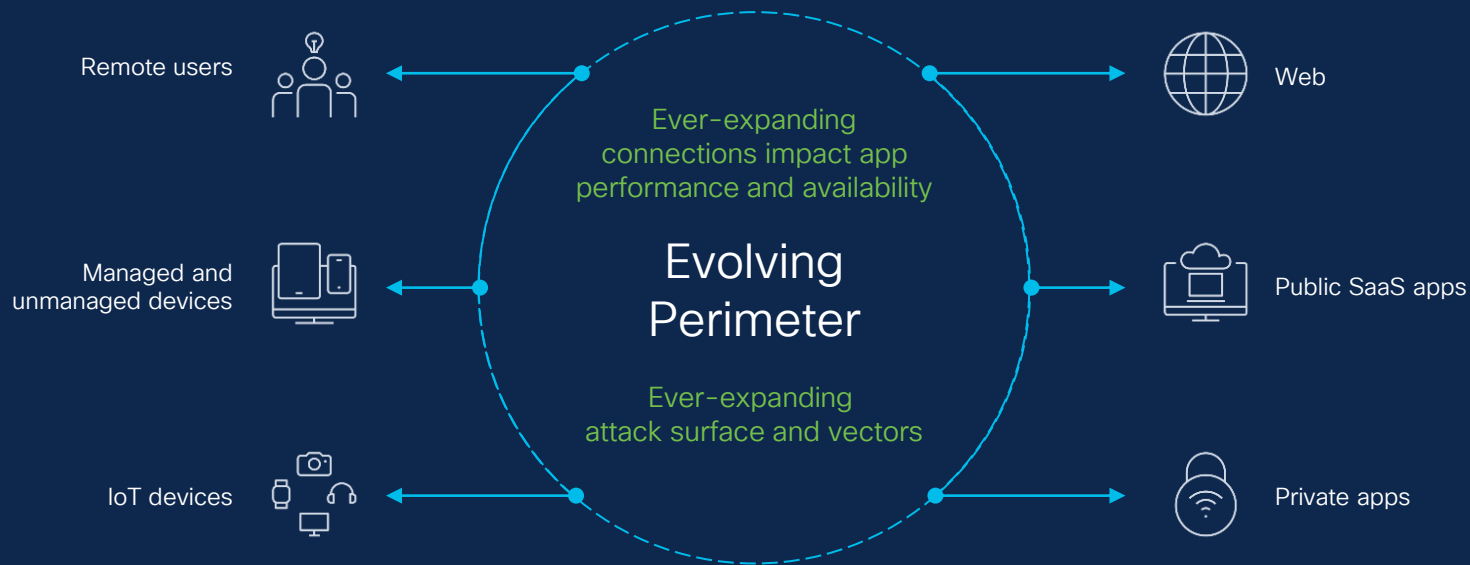 Remote users
Managed and
unmanaged devices
IoT devices
Ever-expanding
connections impact app
performance and availability
Evolving
Perimeter
Ever-expanding
attack surface and vectors
Web
Public SaaS apps
Private apps